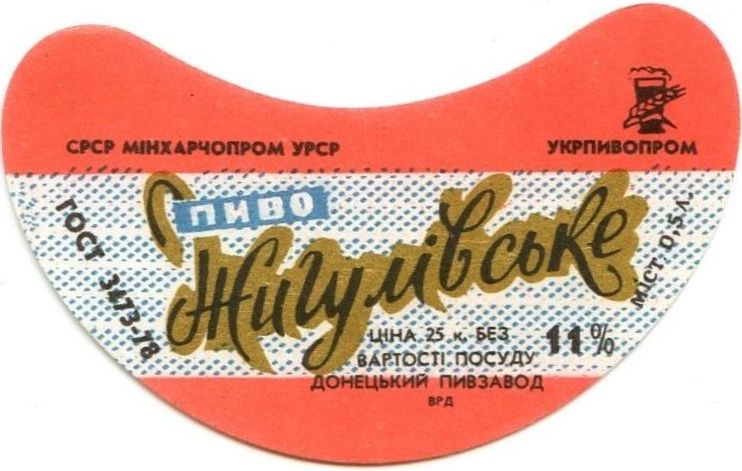 СРСР МІНХАРЧОПРОМ УРСР
УКРПИВОПРОМ
ПИВО
Жигулівське
ГОСТ 3473-78
міст. 0,5 л.
ЦІНА 25 к. БЕЗ
ВАРТОСТІ ПОСУДУ
11%
ДОНЕЦЬКИЙ ПИВЗАВОД
ВРД